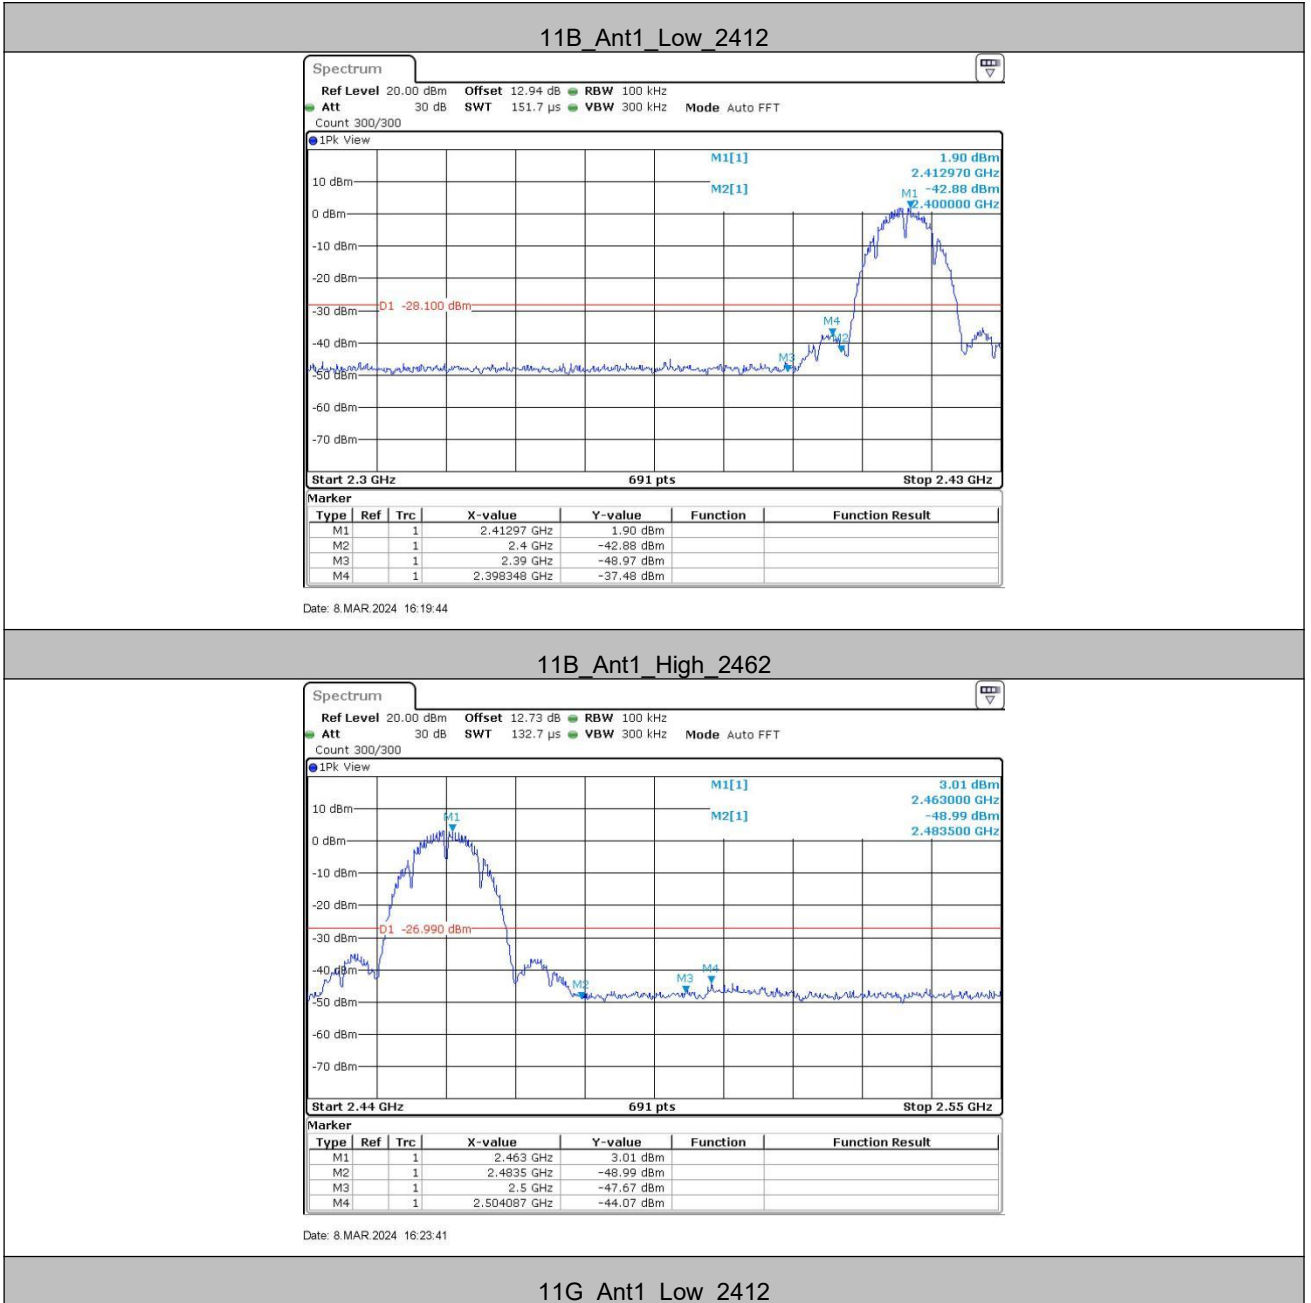 11B_Ant1_Low_2412
Spectrum
Ref Level 20.00 dBm Offset 12.94 dB RBW 100 kHz
Att 30 dB SWT 151.7 µs VBW 300 kHz Mode Auto FFT
Count 300/300
1Pk View
M1[1] 1.90 dBm
2.412970 GHz
M2[1] -42.88 dBm
2.400000 GHz
M1
10 dBm
0 dBm
-10 dBm
-20 dBm
D1 -28.100 dBm
-30 dBm
M4
-40 dBm
M2
M3
-50 dBm
-60 dBm
-70 dBm
Start 2.3 GHz 691 pts Stop 2.43 GHz
Marker
Type Ref Trc X-value Y-value Function Function Result
M1 1 2.41297 GHz 1.90 dBm
M2 1 2.4 GHz -42.88 dBm
M3 1 2.39 GHz -48.97 dBm
M4 1 2.398348 GHz -37.48 dBm
Date: 8.MAR.2024 16:19:44
11B_Ant1_High_2462
Spectrum
Ref Level 20.00 dBm Offset 12.73 dB RBW 100 kHz
Att 30 dB SWT 132.7 µs VBW 300 kHz Mode Auto FFT
Count 300/300
1Pk View
M1[1] 3.01 dBm
2.463000 GHz
M2[1] -48.99 dBm
2.483500 GHz
10 dBm
M1
0 dBm
-10 dBm
-20 dBm
D1 -26.990 dBm
-30 dBm
-40 dBm
M4
M3
M2
-50 dBm
-60 dBm
-70 dBm
Start 2.44 GHz 691 pts Stop 2.55 GHz
Marker
Type Ref Trc X-value Y-value Function Function Result
M1 1 2.463 GHz 3.01 dBm
M2 1 2.4835 GHz -48.99 dBm
M3 1 2.5 GHz -47.67 dBm
M4 1 2.504087 GHz -44.07 dBm
Date: 8.MAR.2024 16:23:41
11G_Ant1_Low_2412